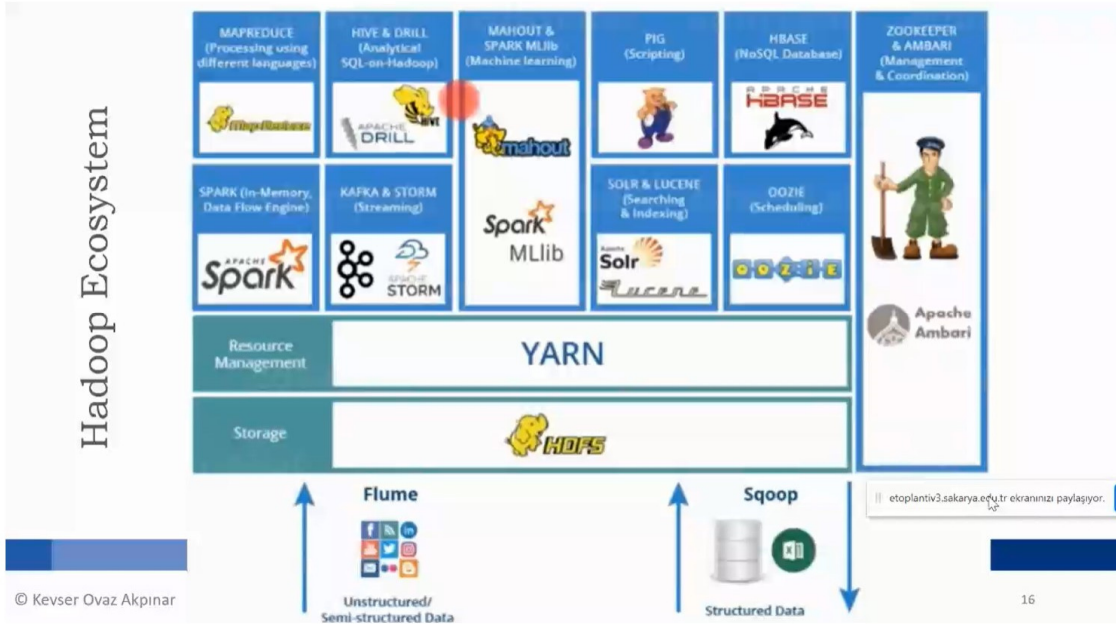 Hadoop Ecosystem
MAPREDUCE
(Processing using
different languages)
Map Reduce
HIVE & DRILL
(Analytical
SQL-on-Hadoop)
HIVE
APACHE
DRILL
MAHOUT &
SPARK MLlib
(Machine learning)
mahout
Spark
MLlib
PIG
(Scripting)
HBASE
(NoSQL Database)
APACHE
HBASE
ZOOKEEPER
& AMBARI
(Management
& Coordination)
Apache
Ambari
SPARK (In-Memory,
Data Flow Engine)
APACHE
Spark
KAFKA & STORM
(Streaming)
APACHE
STORM
SOLR & LUCENE
(Searching
& Indexing)
Apache
Solr
Lucene
OOZIE
(Scheduling)
OOZIE
Resource
Management
YARN
Storage
HDFS
Flume
Unstructured/
Semi-structured Data
Sqoop
Structured Data
etoplantiv3.sakarya.edu.tr ekranınızı paylaşıyor.
© Kevser Ovaz Akpınar
16